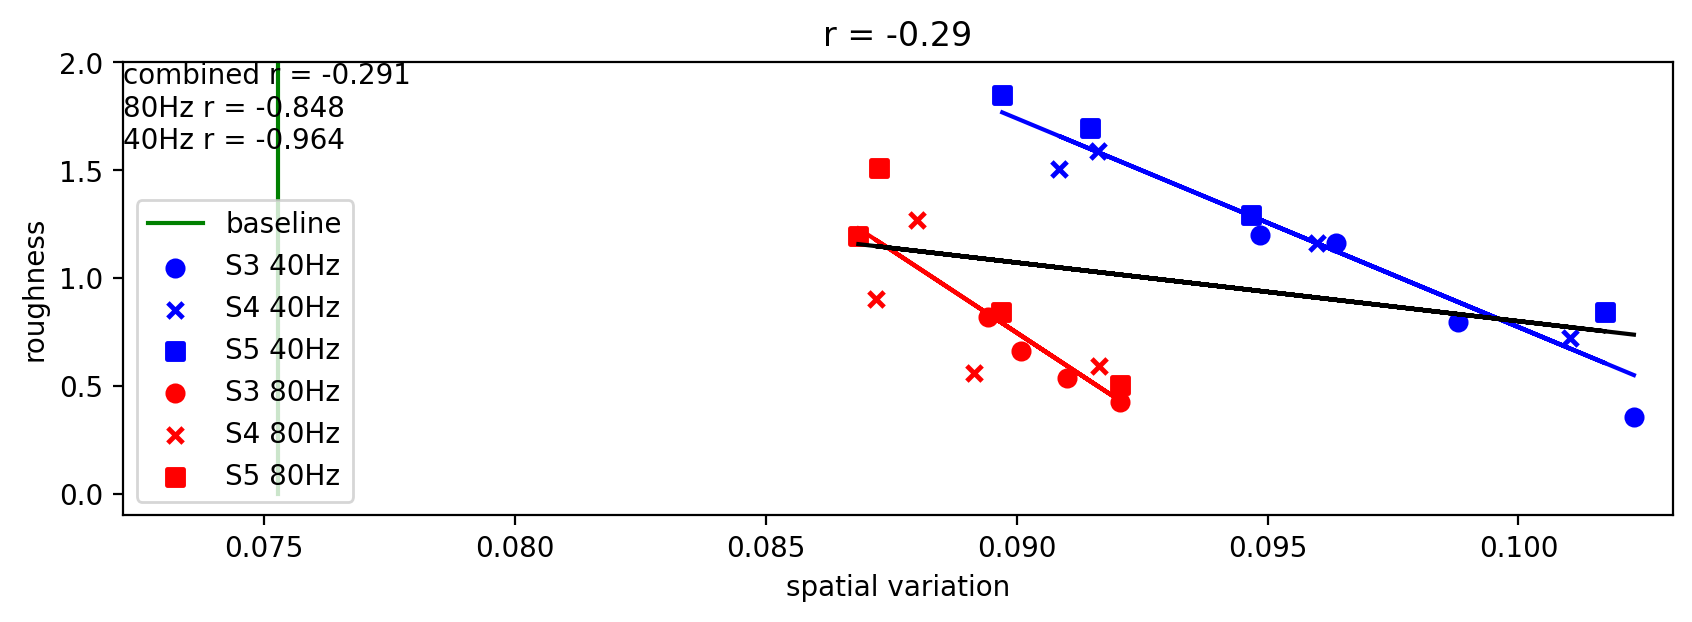 r = -0.29
combined r = -0.291
80Hz r = -0.848
40Hz r = -0.964
2.0
1.5
1.0
0.5
0.0
roughness
baseline
S3 40Hz
S4 40Hz
S5 40Hz
S3 80Hz
S4 80Hz
S5 80Hz
0.075 0.080 0.085 0.090 0.095 0.100
spatial variation